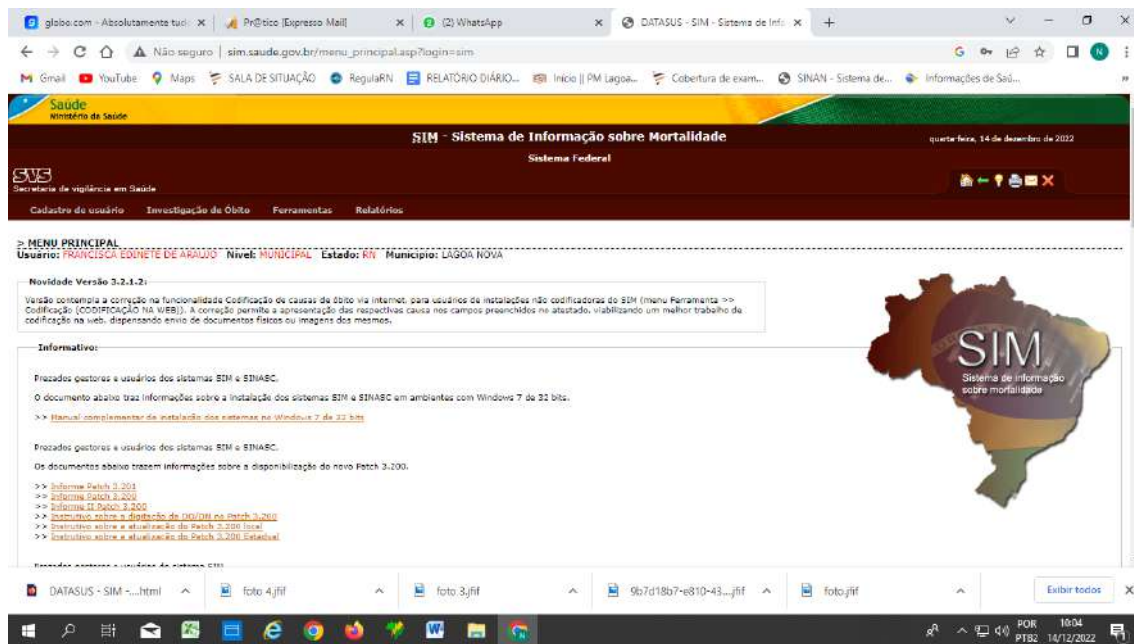 globo.com - Absolutamente tudo
Pr@tico [Expresso Mail]
(2) WhatsApp
DATASUS - SIM - Sistema de Info
Não seguro | sim.saude.gov.br/menu_principal.asp?login=sim
Gmail YouTube Maps SALA DE SITUAÇÃO RegulaRN RELATÓRIO DIÁRIO... Inicio || PM Lagoa... Cobertura de exam... SINAN - Sistema de... Informações de Saú...
Saúde
Ministério da Saúde
SIM - Sistema de Informação sobre Mortalidade
quarta-feira, 14 de dezembro de 2022
Sistema Federal
SVS
Secretaria de vigilância em Saúde
Cadastro de usuário Investigação de Óbito Ferramentas Relatórios
> MENU PRINCIPAL
Usuário: FRANCISCA EDINETE DE ARAUJO Nível: MUNICIPAL Estado: RN Município: LAGOA NOVA
Novidade Versão 3.2.1.2:
Versão contempla a correção na funcionalidade Codificação de causas de óbito via internet, para usuários de instalações não codificadoras do SIM (menu Ferramenta >>
Codificação [CODIFICAÇÃO NA WEB]). A correção permite a apresentação das respectivas causa nos campos preenchidos no atestado, viabilizando um melhor trabalho de
codificação na web, dispensando envio de documentos físicos ou imagens dos mesmos.
Informativo:
Prezados gestores e usuários dos sistemas SIM e SINASC,
O documento abaixo traz informações sobre a instalação dos sistemas SIM e SINASC em ambientes com Windows 7 de 32 bits.
>> Manual complementar de instalação dos sistemas no Windows 7 de 32 bits
Prezados gestores e usuários dos sistemas SIM e SINASC,
Os documentos abaixo trazem informações sobre a disponibilização do novo Patch 3.200.
>> Informe Patch 3.201
>> Informe Patch 3.200
>> Informe II Patch 3.200
>> Instrutivo sobre a digitação de DO/DN no Patch 3.200
>> Instrutivo sobre a atualização do Patch 3.200 local
>> Instrutivo sobre a atualização do Patch 3.200 Estadual
Prezados gestores e usuários do sistema SIM
SIM
Sistema de informação
sobre mortalidade
DATASUS - SIM -....html
foto 4.jfif
foto 3.jfif
9b7d18b7-e810-43....jfif
foto.jfif
Exibir todos
POR
PTB2
10:04
14/12/2022